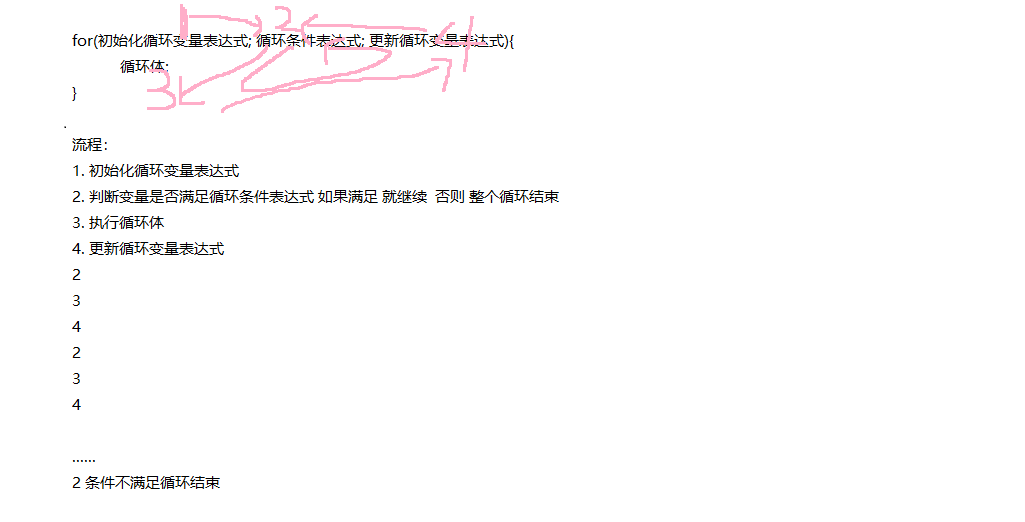 1 2 4
for(初始化循环变量表达式; 循环条件表达式; 更新循环变量表达式){
循环体;
3
}
.
流程：
1. 初始化循环变量表达式
2. 判断变量是否满足循环条件表达式 如果满足 就继续  否则 整个循环结束
3. 执行循环体
4. 更新循环变量表达式
2
3
4
2
3
4
......
2 条件不满足循环结束